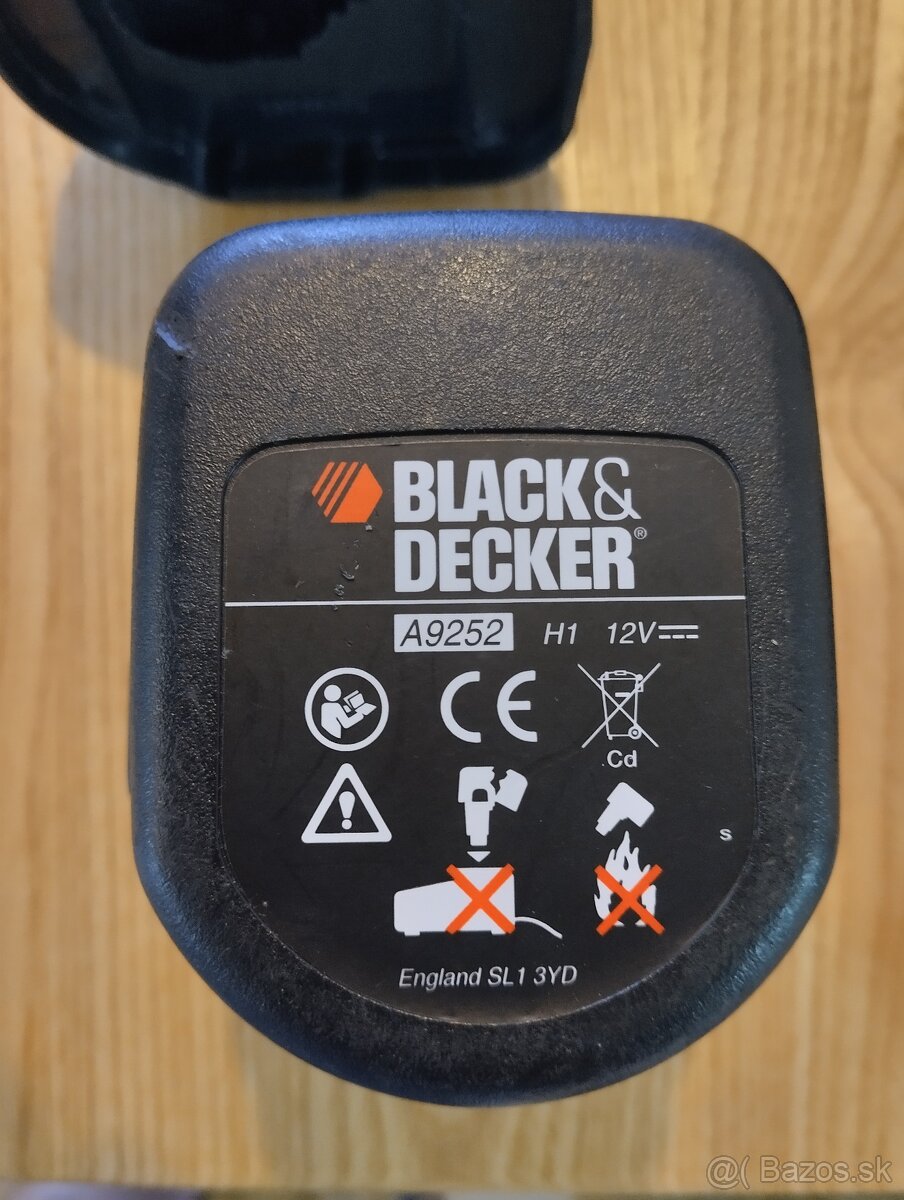 BLACK&
DECKER®
A9252 H1 12V
CE
Cd
s
England SL1 3YD
@( Bazos.sk